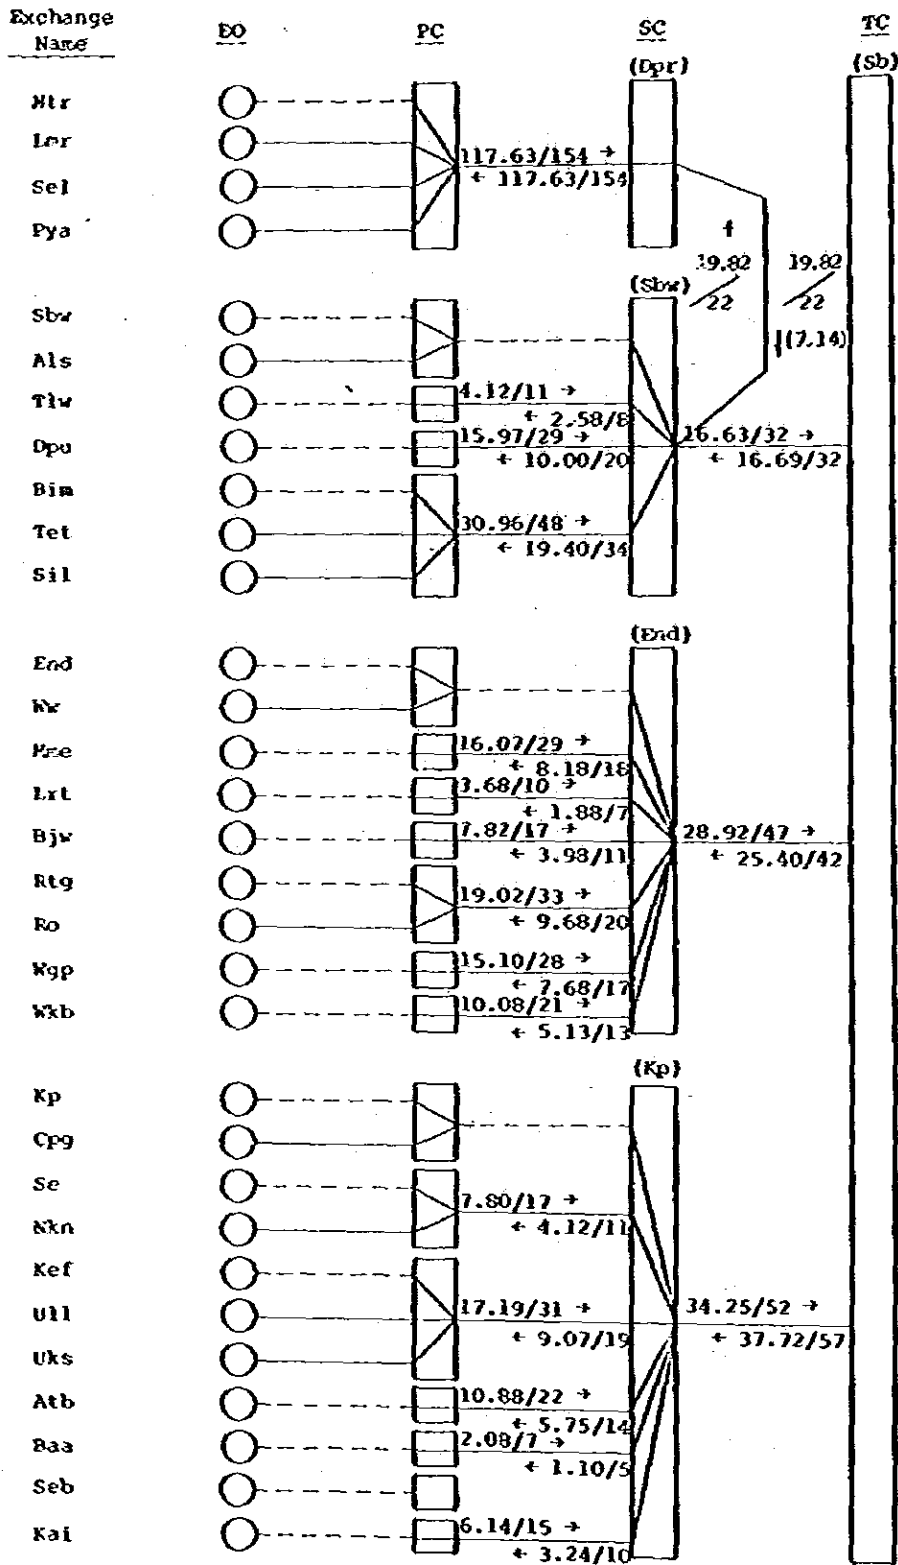 Exchange
Name EO PC SC TC
(Dpr) (Sb)
Mtr
Lmr
117.63/154 →
Sel
← 117.63/154
Pya
19.82 19.82
22 22
(Sbw)
Sbw
↓(7.14)
Als
4.12/11 →
Tlw
← 2.58/8
Dpu 15.97/29 → 16.63/32 →
← 10.00/20 ← 16.69/32
Bim
Tet 30.96/48 →
← 19.40/34
Sil
(End)
End
Ww
16.07/29 →
← 8.18/18
Lrt 3.68/10 →
← 1.88/7
Bjw 7.82/17 → 28.92/47 →
← 3.98/11 ← 25.40/42
Rtg
19.02/33 →
Ro ← 9.68/20
Wgp 15.10/28 →
← 7.68/17
Wkb 10.08/21 →
← 5.13/13
(Kp)
Kp
Cpg
Se
7.80/17 →
Nkn ← 4.12/11
Kef
Ull 17.19/31 → 34.25/52 →
← 9.07/19 ← 37.72/57
Uks
Atb 10.88/22 →
← 5.75/14
Baa 2.08/7 →
← 1.10/5
Seb
Kai 6.14/15 →
← 3.24/10